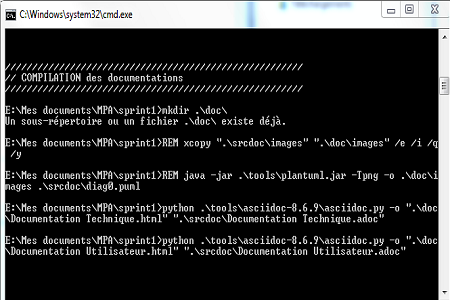 C:\Windows\system32\cmd.exe
////////////////////////////////////////////////////////
// COMPILATION des documentations
////////////////////////////////////////////////////////
E:\Mes documents\MPA\sprint1>mkdir .\doc\
Un sous-répertoire ou un fichier .\doc\ existe déjà.
E:\Mes documents\MPA\sprint1>REM xcopy ".\srcdoc\images" ".\doc\images" /e /i /q
/y
E:\Mes documents\MPA\sprint1>REM java -jar .\tools\plantuml.jar -Tpng -o .\doc\i
mages .\srcdoc\diag0.puml
E:\Mes documents\MPA\sprint1>python .\tools\asciidoc-8.6.9\asciidoc.py -o ".\doc
\Documentation Technique.html" ".\srcdoc\Documentation Technique.adoc"
E:\Mes documents\MPA\sprint1>python .\tools\asciidoc-8.6.9\asciidoc.py -o ".\doc
\Documentation Utilisateur.html" ".\srcdoc\Documentation Utilisateur.adoc"